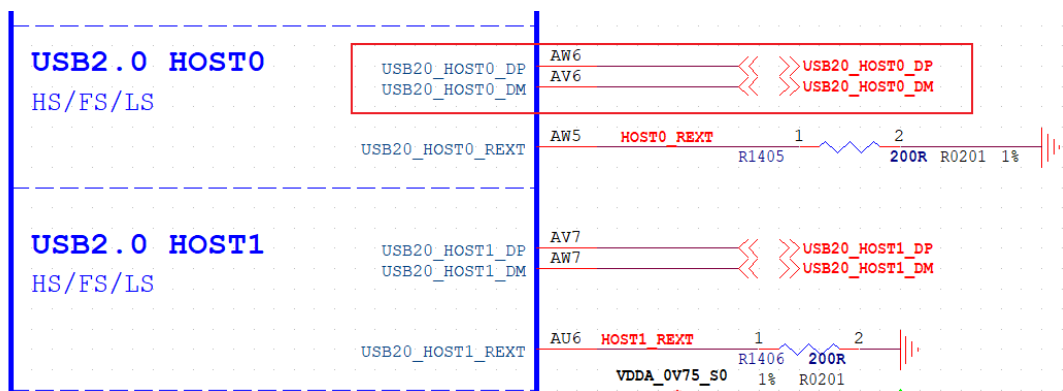 USB2.0 HOST0
HS/FS/LS
USB20_HOST0_DP AW6 USB20_HOST0_DP
USB20_HOST0_DM AV6 USB20_HOST0_DM
USB20_HOST0_REXT AW5 HOST0_REXT 1 2
R1405 200R R0201 1%
USB2.0 HOST1
HS/FS/LS
USB20_HOST1_DP AV7 USB20_HOST1_DP
USB20_HOST1_DM AW7 USB20_HOST1_DM
USB20_HOST1_REXT AU6 HOST1_REXT 1 2
R1406 200R
VDDA_0V75_S0 1% R0201